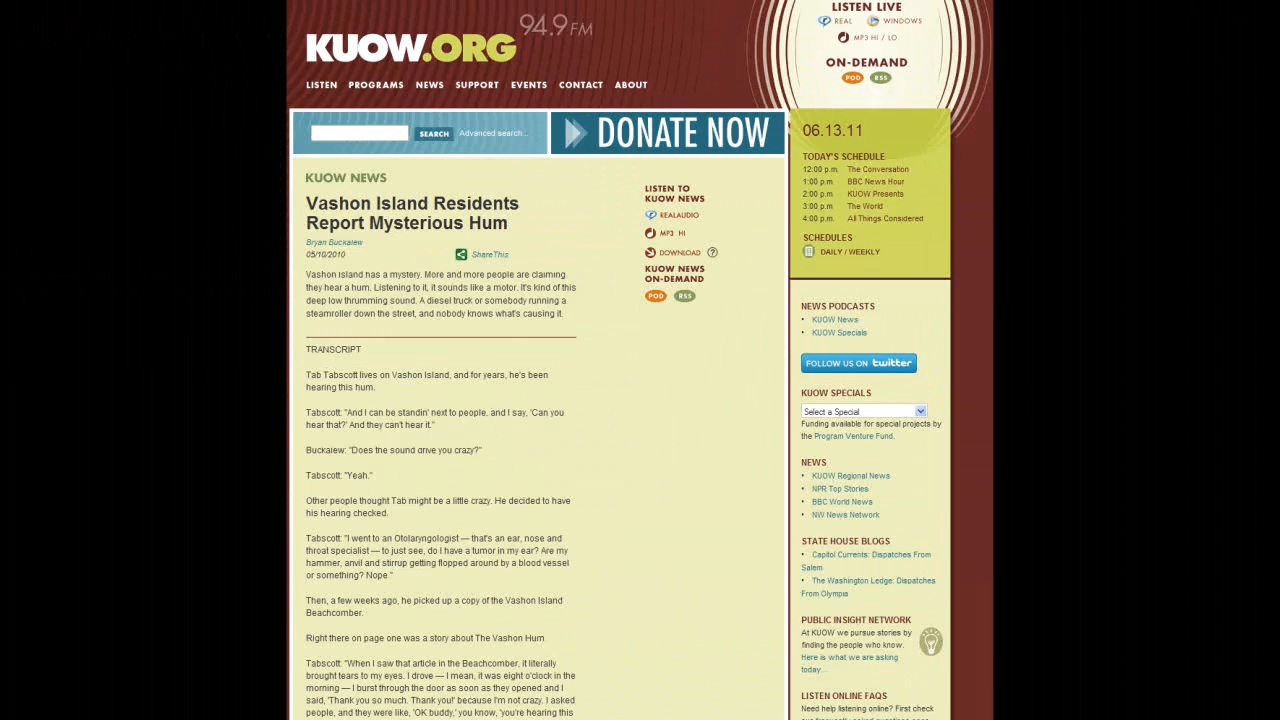 94.9 FM
KUOW.ORG
LISTEN PROGRAMS NEWS SUPPORT EVENTS CONTACT ABOUT
LISTEN LIVE
REAL WINDOWS
MP3 HI / LO
ON-DEMAND
POD RSS
SEARCH Advanced search...
DONATE NOW
KUOW NEWS
Vashon Island Residents
Report Mysterious Hum
Bryan Buckalew
05/10/2010 ShareThis
Vashon island has a mystery. More and more people are claiming
they hear a hum. Listening to it, it sounds like a motor. It's kind of this
deep low thrumming sound. A diesel truck or somebody running a
steamroller down the street, and nobody knows what's causing it.
TRANSCRIPT
Tab Tabscott lives on Vashon Island, and for years, he's been
hearing this hum.
Tabscott: "And I can be standin' next to people. and I say, 'Can you
hear that?' And they can't hear it."
Buckalew: "Does the sound drive you crazy?"
Tabscott: "Yeah."
Other people thought Tab might be a little crazy. He decided to have
his hearing checked.
Tabscott: "I went to an Otolaryngologist — that's an ear, nose and
throat specialist — to just see, do I have a tumor in my ear? Are my
hammer, anvil and stirrup getting flopped around by a blood vessel
or something? Nope."
Then, a few weeks ago, he picked up a copy of the Vashon Island
Beachcomber.
Right there on page one was a story about The Vashon Hum
Tabscott: "When I saw that article in the Beachcomber, it literally
brought tears to my eyes. I drove — I mean, it was eight o'clock in the
morning — I burst through the door as soon as they opened and I
said, 'Thank you so much. Thank you!' because I'm not crazy. I asked
people, and they were like, 'OK buddy,' you know, 'you're hearing this
LISTEN TO
KUOW NEWS
REALAUDIO
MP3 HI
DOWNLOAD ?
KUOW NEWS
ON-DEMAND
POD RSS
06.13.11
TODAY'S SCHEDULE
12:00 p.m. The Conversation
1:00 p.m BBC News Hour
2:00 p.m. KUOW Presents
3:00 p.m The World
4:00 p.m. All Things Considered
SCHEDULES
DAILY / WEEKLY
NEWS PODCASTS
• KUOW News
• KUOW Specials
FOLLOW US ON twitter
KUOW SPECIALS
Select a Special
Funding available for special projects by
the Program Venture Fund.
NEWS
• KUOW Regional News
• NPR Top Stories
• BBC World News
• NW News Network
STATE HOUSE BLOGS
• Capitol Currents: Dispatches From
Salem
• The Washington Ledge: Dispatches
From Olympia
PUBLIC INSIGHT NETWORK
At KUOW we pursue stories by
finding the people who know.
Here is what we are asking
today...
LISTEN ONLINE FAQS
Need help listening online? First check